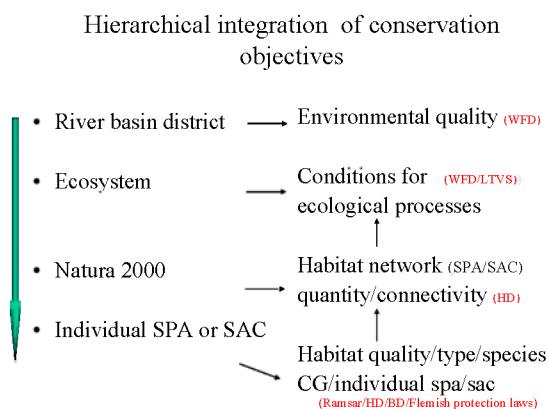 Hierarchical integration of conservation
objectives
• River basin district
Environmental quality (WFD)
• Ecosystem
Conditions for (WFD/LTVS)
ecological processes
• Natura 2000
Habitat network (SPA/SAC)
quantity/connectivity (HD)
• Individual SPA or SAC
Habitat quality/type/species
CG/individual spa/sac
(Ramsar/HD/BD/Flemish protection laws)